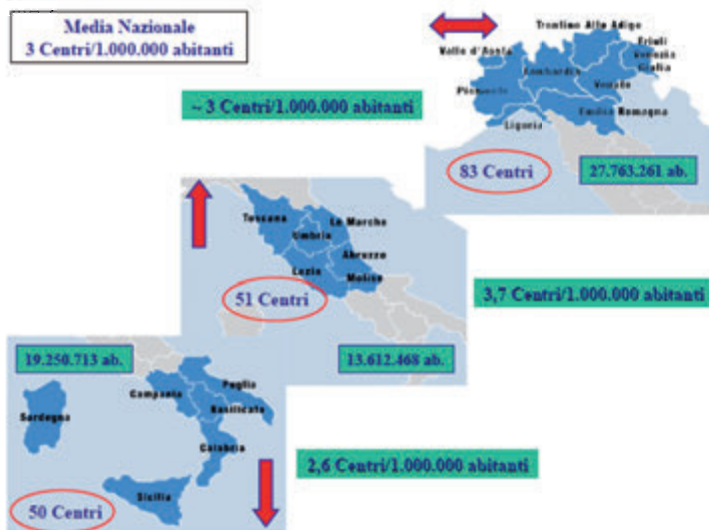 Media Nazionale
3 Centri/1.000.000 abitanti
Trentino Alto Adige
Valle d'Aosta
Friuli
Venezia
Giulia
Lombardia
Piemonte
Veneto
Emilia Romagna
Liguria
~ 3 Centri/1.000.000 abitanti
83 Centri
27.763.261 ab.
Toscana
Le Marche
Umbria
Abruzzo
Lazio
Molise
51 Centri
3,7 Centri/1.000.000 abitanti
19.250.713 ab.
13.612.468 ab.
Puglia
Campania
Basilicata
Sardegna
Calabria
2,6 Centri/1.000.000 abitanti
Sicilia
50 Centri